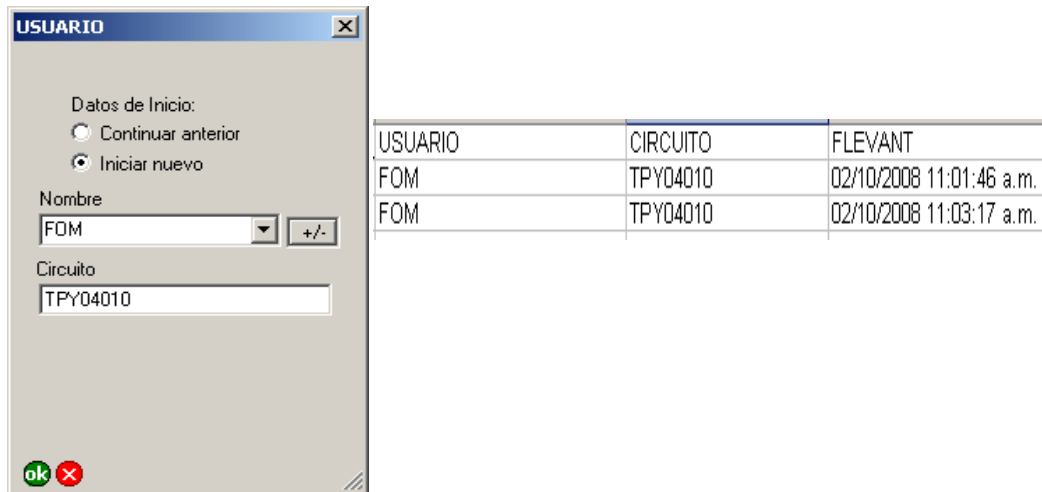 USUARIO
Datos de Inicio:
Continuar anterior
Iniciar nuevo
Nombre
FOM
+/-
Circuito
TPY04010
ok
USUARIO CIRCUITO FLEVANT
FOM TPY04010 02/10/2008 11:01:46 a.m.
FOM TPY04010 02/10/2008 11:03:17 a.m.